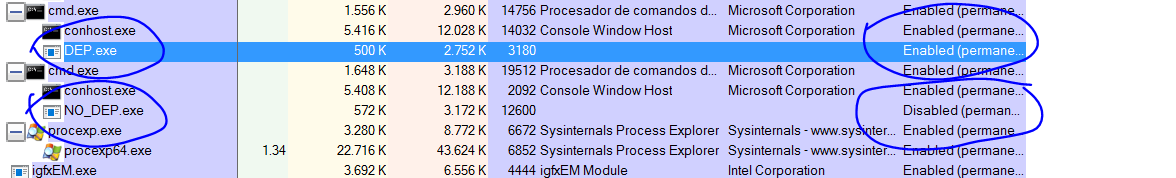 cmd.exe 1.556 K 2.960 K 14756 Procesador de comandos d... Microsoft Corporation Enabled (permane...
conhost.exe 5.416 K 12.028 K 14032 Console Window Host Microsoft Corporation Enabled (permane...
DEP.exe 500 K 2.752 K 3180 Enabled (permane...
cmd.exe 1.648 K 3.188 K 19512 Procesador de comandos d... Microsoft Corporation Enabled (permane...
conhost.exe 5.408 K 12.188 K 2092 Console Window Host Microsoft Corporation Enabled (permane...
NO_DEP.exe 572 K 3.172 K 12600 Disabled (perman...
procexp.exe 3.280 K 8.772 K 6672 Sysinternals Process Explorer Sysinternals - www.sysinter... Enabled (permane...
procexp64.exe 1.34 22.716 K 43.624 K 6852 Sysinternals Process Explorer Sysinternals - www.sysinter... Enabled (permane...
igfxEM.exe 3.692 K 6.556 K 4444 igfxEM Module Intel Corporation Enabled (permane...